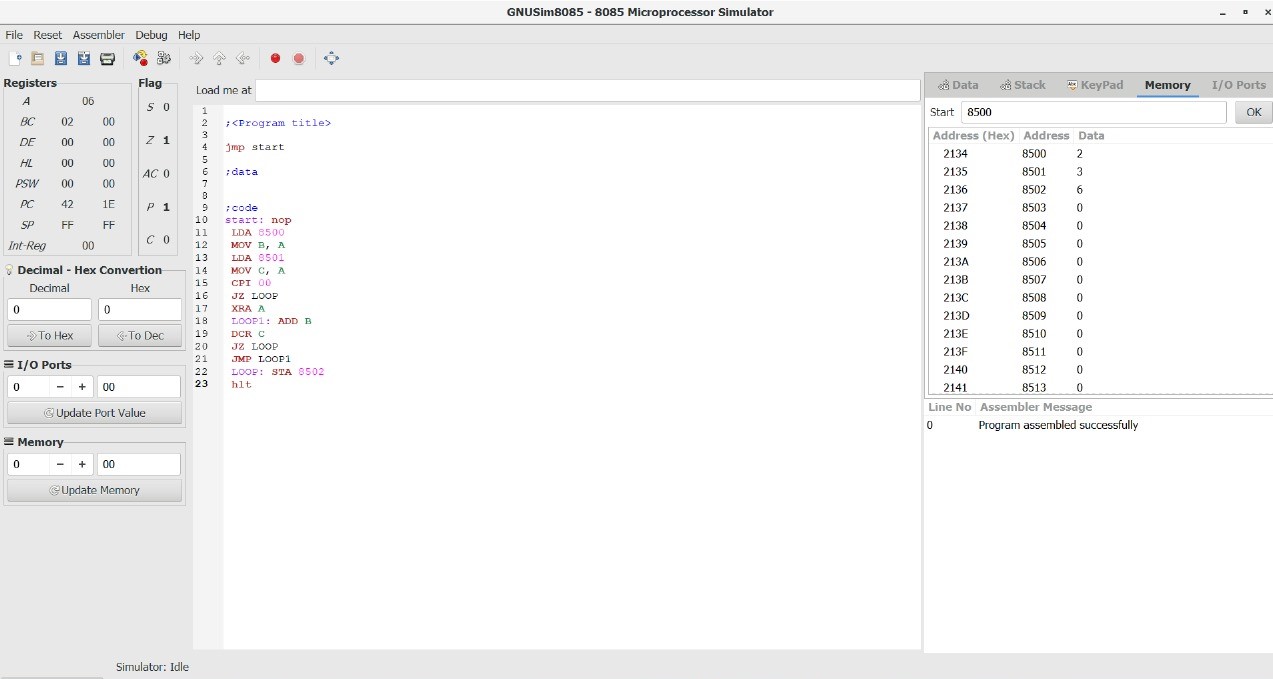 GNUSim8085 - 8085 Microprocessor Simulator
File Reset Assembler Debug Help
Registers
A 06
BC 02 00
DE 00 00
HL 00 00
PSW 00 00
PC 42 1E
SP FF FF
Int-Reg 00
Flag
S 0
Z 1
AC 0
P 1
C 0
Decimal - Hex Convertion
Decimal Hex
0 0
To Hex To Dec
I/O Ports
0 - + 00
Update Port Value
Memory
0 - + 00
Update Memory
Load me at
1
2 ;<Program title>
3
4 jmp start
5
6 ;data
7
8
9 ;code
10 start: nop
11 LDA 8500
12 MOV B, A
13 LDA 8501
14 MOV C, A
15 CPI 00
16 JZ LOOP
17 XRA A
18 LOOP1: ADD B
19 DCR C
20 JZ LOOP
21 JMP LOOP1
22 LOOP: STA 8502
23 hlt
Data Stack KeyPad Memory I/O Ports
Start 8500 OK
Address (Hex) Address Data
2134 8500 2
2135 8501 3
2136 8502 6
2137 8503 0
2138 8504 0
2139 8505 0
213A 8506 0
213B 8507 0
213C 8508 0
213D 8509 0
213E 8510 0
213F 8511 0
2140 8512 0
2141 8513 0
Line No Assembler Message
0 Program assembled successfully
Simulator: Idle